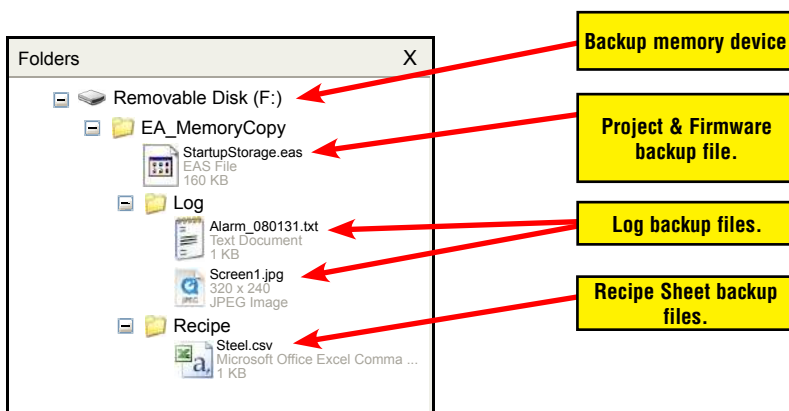 Folders X
Removable Disk (F:)
EA_MemoryCopy
StartupStorage.eas
EAS File
160 KB
Log
Alarm_080131.txt
Text Document
1 KB
Screen1.jpg
320 x 240
JPEG Image
JPEG
Recipe
Steel.csv
Microsoft Office Excel Comma ...
1 KB
a,
Backup memory device
Project & Firmware
backup file.
Log backup files.
Recipe Sheet backup
files.